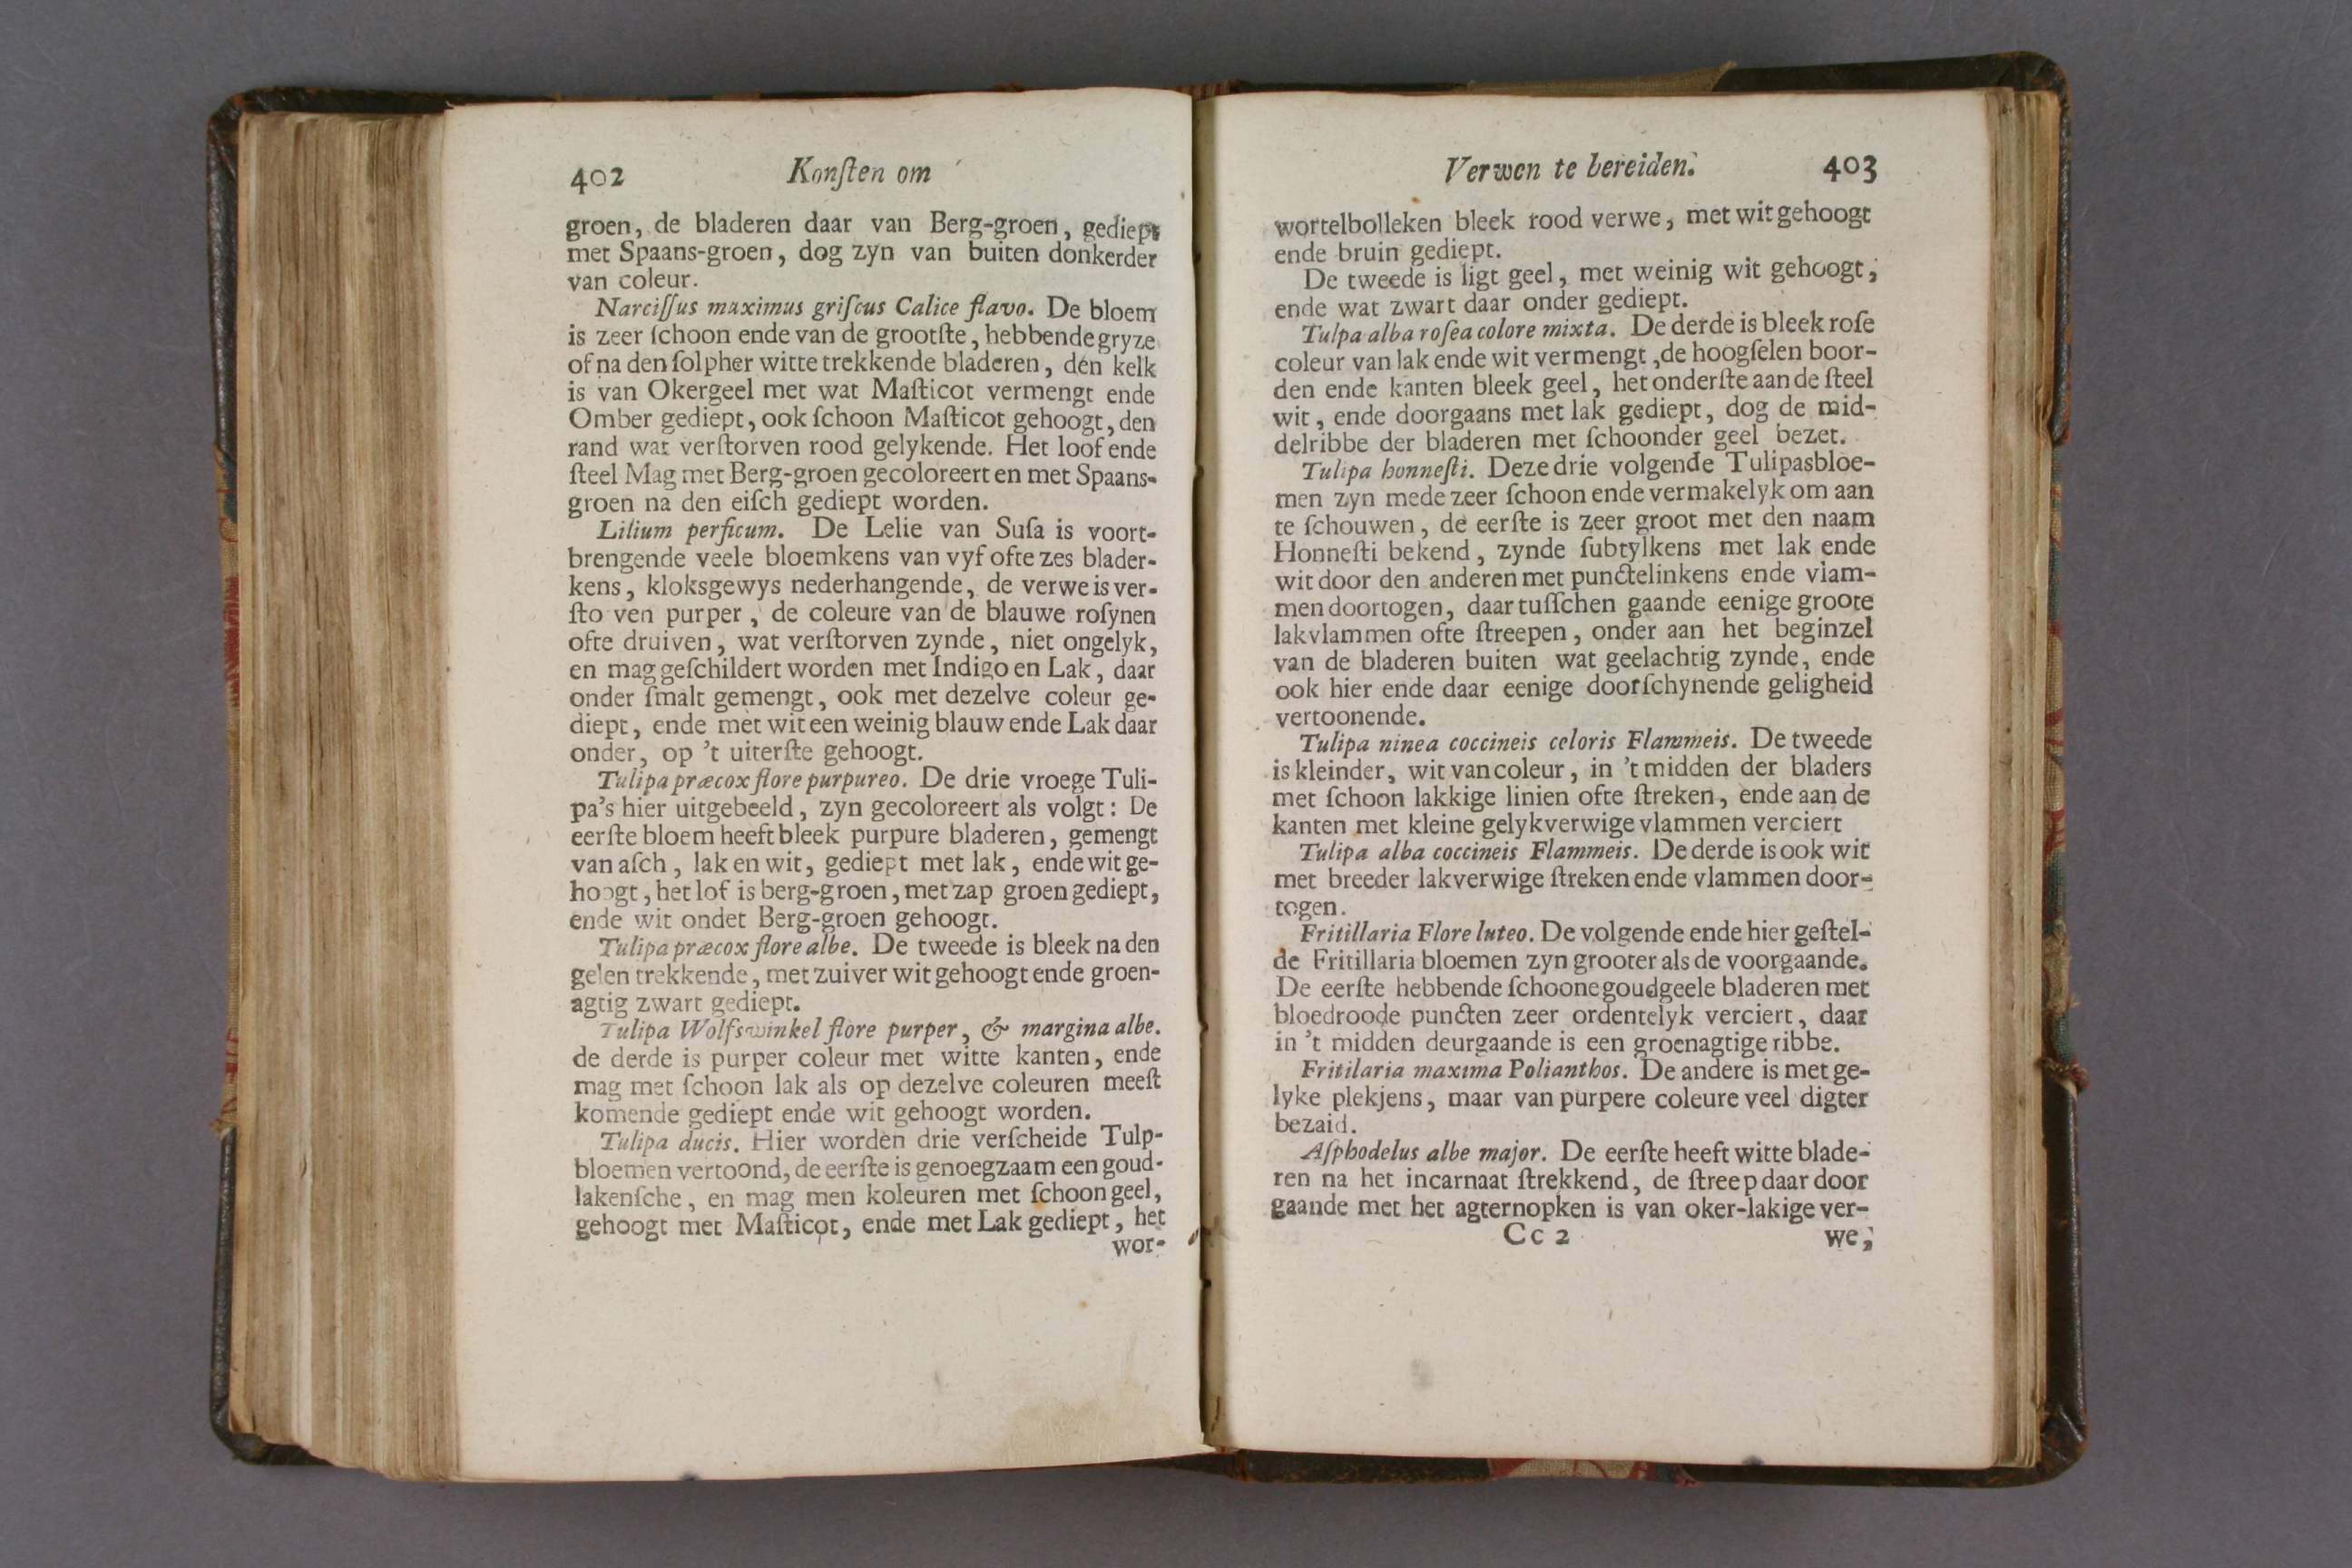 402 Konſten om
groen, de bladeren daar van Berg-groen, gediept
met Spaans-groen, dog zyn van buiten donkerder
van coleur.
Narciſſus maximus griſcus Calice flavo. De bloem
is zeer ſchoon ende van de grootſte, hebbende gryze
of na den ſolpher witte trekkende bladeren, den kelk
is van Okergeel met wat Maſticot vermengt ende
Omber gediept, ook ſchoon Maſticot gehoogt, den
rand wat verſtorven rood gelykende. Het loof ende
ſteel Mag met Berg-groen gecoloreert en met Spaans-
groen na den eiſch gediept worden.
Lilium perſicum. De Lelie van Suſa is voort-
brengende veele bloemkens van vyf ofte zes blader-
kens, kloksgewys nederhangende, de verwe is ver-
ſto ven purper, de coleure van de blauwe roſynen
ofte druiven, wat verſtorven zynde, niet ongelyk,
en mag geſchildert worden met Indigo en Lak, daar
onder ſmalt gemengt, ook met dezelve coleur ge-
diept, ende met wit een weinig blauw ende Lak daar
onder, op 't uiterſte gehoogt.
Tulipa præcox flore purpureo. De drie vroege Tuli-
pa's hier uitgebeeld, zyn gecoloreert als volgt: De
eerſte bloem heeft bleek purpure bladeren, gemengt
van aſch, lak en wit, gediept met lak, ende wit ge-
hoogt, het lof is berg-groen, met zap groen gediept,
ende wit ondet Berg-groen gehoogt.
Tulipa præcox flore albe. De tweede is bleek na den
gelen trekkende, met zuiver wit gehoogt ende groen-
agtig zwart gediept.
Tulipa Wolfswinkel flore purper, & margina albe.
de derde is purper coleur met witte kanten, ende
mag met ſchoon lak als op dezelve coleuren meeſt
komende gediept ende wit gehoogt worden.
Tulipa ducis. Hier worden drie verſcheide Tulp-
bloemen vertoond, de eerſte is genoegzaam een goud-
lakenſche, en mag men koleuren met ſchoon geel,
gehoogt met Maſticot, ende met Lak gediept, het
wor-
Verwen te bereiden. 403
wortelbolleken bleek rood verwe, met wit gehoogt
ende bruin gediept.
De tweede is ligt geel, met weinig wit gehoogt,
ende wat zwart daar onder gediept.
Tulpa alba roſea colore mixta. De derde is bleek roſe
coleur van lak ende wit vermengt, de hoogſelen boor-
den ende kanten bleek geel, het onderſte aan de ſteel
wit, ende doorgaans met lak gediept, dog de mid-
delribbe der bladeren met ſchoonder geel bezet.
Tulipa honneſti. Deze drie volgende Tulipasbloe-
men zyn mede zeer ſchoon ende vermakelyk om aan
te ſchouwen, de eerſte is zeer groot met den naam
Honneſti bekend, zynde ſubtylkens met lak ende
wit door den anderen met punctelinkens ende vlam-
men doortogen, daar tuſſchen gaande eenige groote
lakvlammen ofte ſtreepen, onder aan het beginzel
van de bladeren buiten wat geelachtig zynde, ende
ook hier ende daar eenige doorſchynende geligheid
vertoonende.
Tulipa ninea coccineis celoris Flammeis. De tweede
is kleinder, wit van coleur, in 't midden der bladers
met ſchoon lakkige linien ofte ſtreken, ende aan de
kanten met kleine gelykverwige vlammen verciert
Tulipa alba coccineis Flammeis. De derde is ook wit
met breeder lakverwige ſtreken ende vlammen door-
togen.
Fritillaria Flore luteo. De volgende ende hier geſtel-
de Fritillaria bloemen zyn grooter als de voorgaande.
De eerſte hebbende ſchoone goudgeele bladeren met
bloedroode puncten zeer ordentelyk verciert, daar
in 't midden deurgaande is een groenagtige ribbe.
Fritilaria maxima Polianthos. De andere is met ge-
lyke plekjens, maar van purpere coleure veel digter
bezaid.
Aſphodelus albe major. De eerſte heeft witte blade-
ren na het incarnaat ſtrekkend, de ſtreep daar door
gaande met het agternopken is van oker-lakige ver-
Cc 2 we,